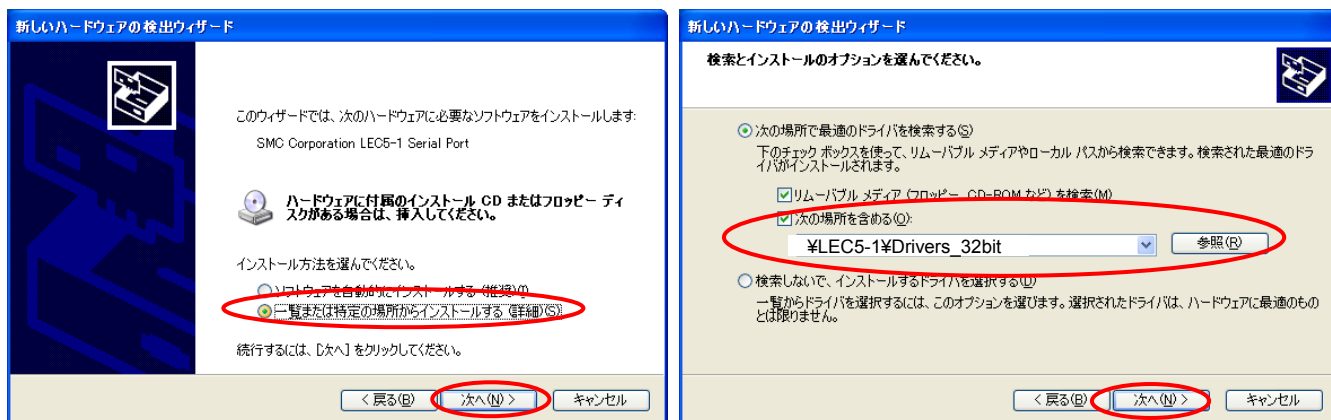 新しいハードウェアの検出ウィザード
このウィザードでは、次のハードウェアに必要なソフトウェアをインストールします:
SMC Corporation LEC5-1 Serial Port
ハードウェアに付属のインストール CD またはフロッピー ディ
スクがある場合は、挿入してください。
インストール方法を選んでください。
ソフトウェアを自動的にインストールする (推奨)(I)
一覧または特定の場所からインストールする (詳細)(S)
続行するには、[次へ] をクリックしてください。
< 戻る(B)
次へ(N) >
キャンセル
新しいハードウェアの検出ウィザード
検索とインストールのオプションを選んでください。
次の場所で最適のドライバを検索する(S)
下のチェック ボックスを使って、リムーバブル メディアやローカル パスから検索できます。検索された最適のドラ
イバがインストールされます。
リムーバブル メディア (フロッピー、CD-ROM など) を検索(M)
次の場所を含める(O):
¥LEC5-1¥Drivers_32bit
参照(R)
検索しないで、インストールするドライバを選択する(D)
一覧からドライバを選択するには、このオプションを選びます。選択されたドライバは、ハードウェアに最適のもの
とは限りません。
< 戻る(B)
次へ(N) >
キャンセル